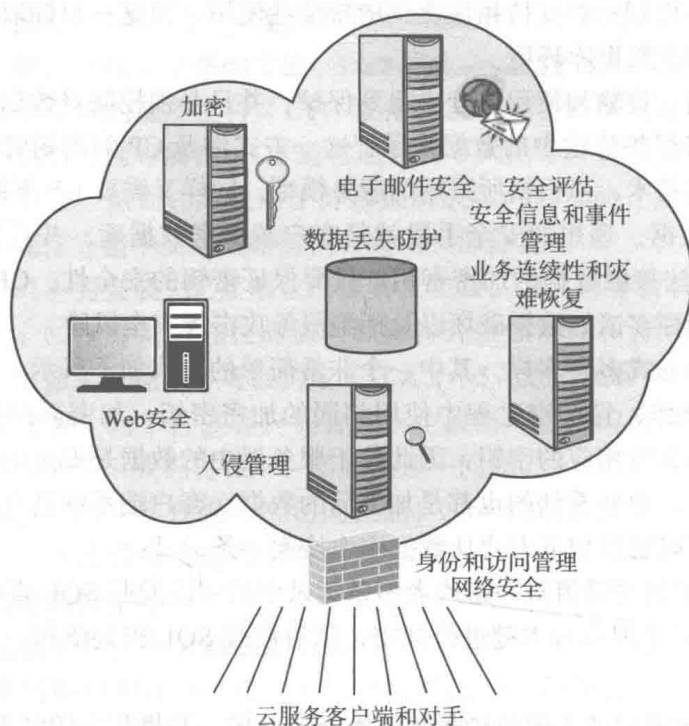 加密
电子邮件安全
安全评估
安全信息和事件
管理
业务连续性和灾
难恢复
数据丢失防护
Web安全
入侵管理
身份和访问管理
网络安全
云服务客户端和对手